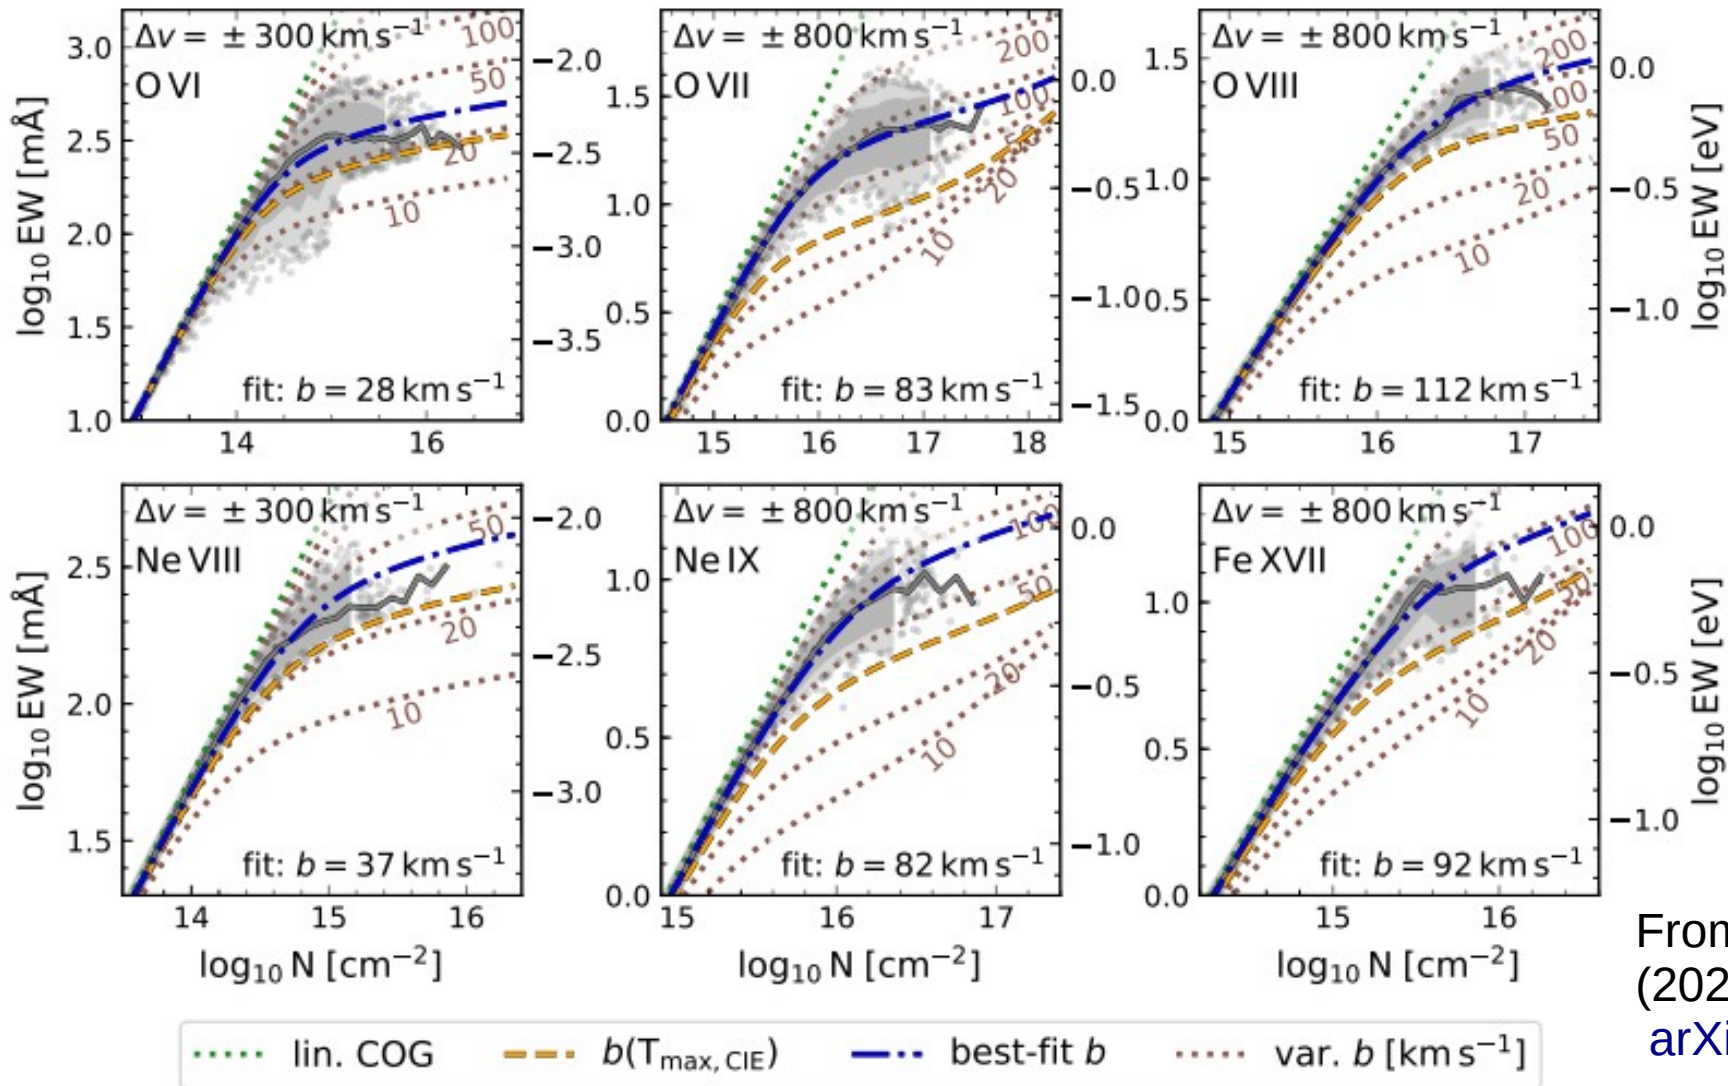 Δv = ±300 km s⁻¹
O VI
fit: b = 28 km s⁻¹
100
50
20
10
log₁₀ EW [mÅ]
3.0
2.5
2.0
1.5
1.0
14
16
−2.0
−2.5
−3.0
−3.5
Δv = ±800 km s⁻¹
O VII
fit: b = 83 km s⁻¹
200
100
20
10
1.5
1.0
0.5
0.0
15
16
17
18
0.0
−0.5
−1.0
−1.5
Δv = ±800 km s⁻¹
O VIII
fit: b = 112 km s⁻¹
200
100
50
20
10
1.5
1.0
0.5
0.0
15
16
17
0.0
−0.5
−1.0
log₁₀ EW [eV]
Δv = ±300 km s⁻¹
Ne VIII
fit: b = 37 km s⁻¹
50
20
10
log₁₀ EW [mÅ]
2.5
2.0
1.5
14
15
16
log₁₀ N [cm⁻²]
−2.0
−2.5
−3.0
Δv = ±800 km s⁻¹
Ne IX
fit: b = 82 km s⁻¹
100
50
20
10
1.0
0.5
0.0
15
16
17
log₁₀ N [cm⁻²]
0.0
−0.5
−1.0
Δv = ±800 km s⁻¹
Fe XVII
fit: b = 92 km s⁻¹
100
50
20
10
1.0
0.5
0.0
15
16
log₁₀ N [cm⁻²]
0.0
−0.5
−1.0
log₁₀ EW [eV]
From
(202
arXi
lin. COG
b(T_max, CIE)
best-fit b
var. b [km s⁻¹]